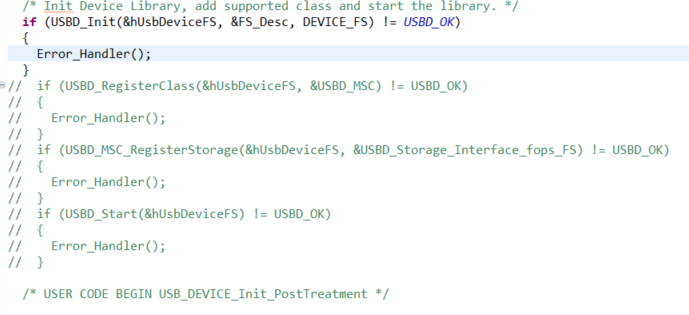 /* Init Device Library, add supported class and start the library. */
if (USBD_Init(&hUsbDeviceFS, &FS_Desc, DEVICE_FS) != USBD_OK)
{
  Error_Handler();
}
//  if (USBD_RegisterClass(&hUsbDeviceFS, &USBD_MSC) != USBD_OK)
//  {
//    Error_Handler();
//  }
//  if (USBD_MSC_RegisterStorage(&hUsbDeviceFS, &USBD_Storage_Interface_fops_FS) != USBD_OK)
//  {
//    Error_Handler();
//  }
//  if (USBD_Start(&hUsbDeviceFS) != USBD_OK)
//  {
//    Error_Handler();
//  }
/* USER CODE BEGIN USB_DEVICE_Init_PostTreatment */